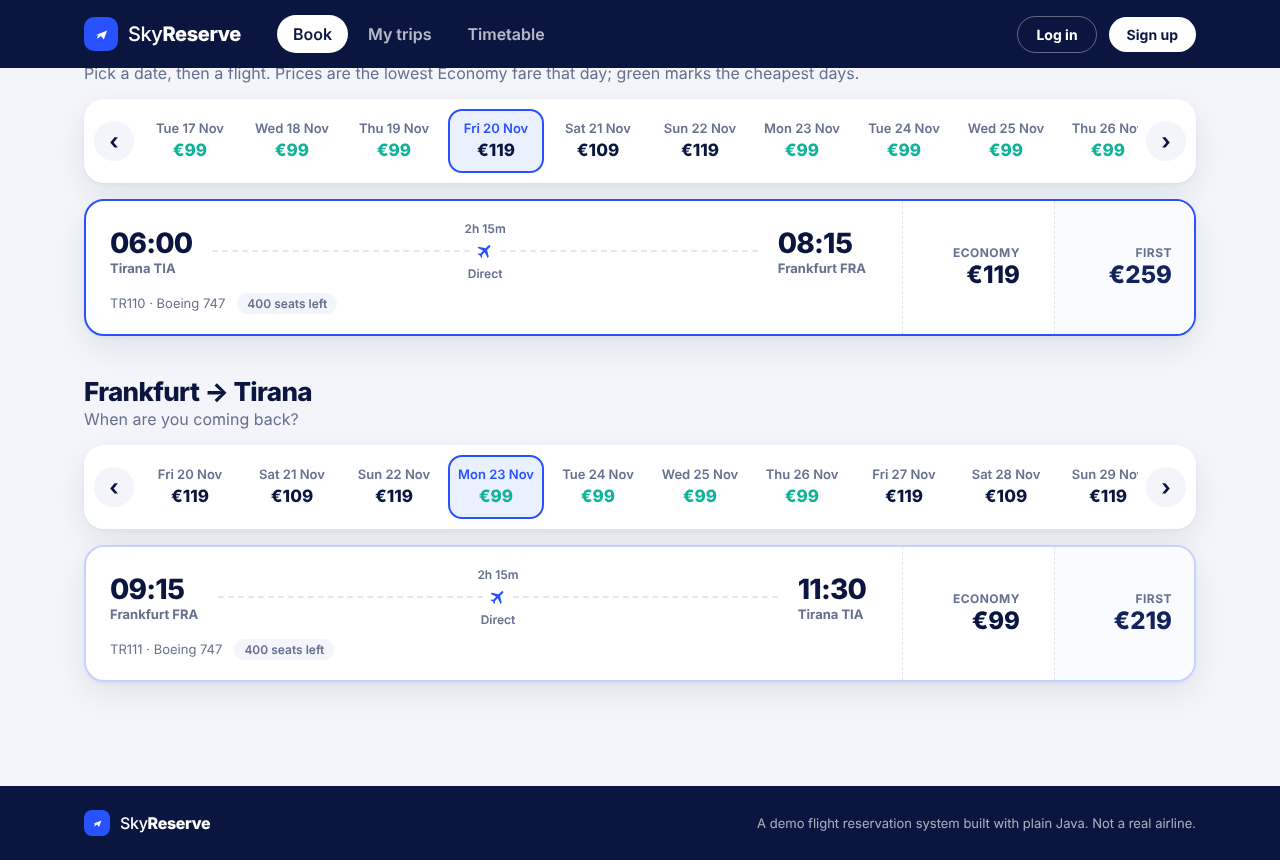 SkyReserve Book My trips Timetable Log in Sign up
Pick a date, then a flight. Prices are the lowest Economy fare that day; green marks the cheapest days.
‹ Tue 17 Nov Wed 18 Nov Thu 19 Nov Fri 20 Nov Sat 21 Nov Sun 22 Nov Mon 23 Nov Tue 24 Nov Wed 25 Nov Thu 26 Nov ›
€99 €99 €99 €119 €109 €119 €99 €99 €99 €99
2h 15m
06:00 08:15 ECONOMY FIRST
Tirana TIA Direct Frankfurt FRA €119 €259
TR110 · Boeing 747 400 seats left
Frankfurt → Tirana
When are you coming back?
‹ Fri 20 Nov Sat 21 Nov Sun 22 Nov Mon 23 Nov Tue 24 Nov Wed 25 Nov Thu 26 Nov Fri 27 Nov Sat 28 Nov Sun 29 Nov ›
€119 €109 €119 €99 €99 €99 €99 €119 €109 €119
2h 15m
09:15 11:30 ECONOMY FIRST
Frankfurt FRA Direct Tirana TIA €99 €219
TR111 · Boeing 747 400 seats left
SkyReserve A demo flight reservation system built with plain Java. Not a real airline.